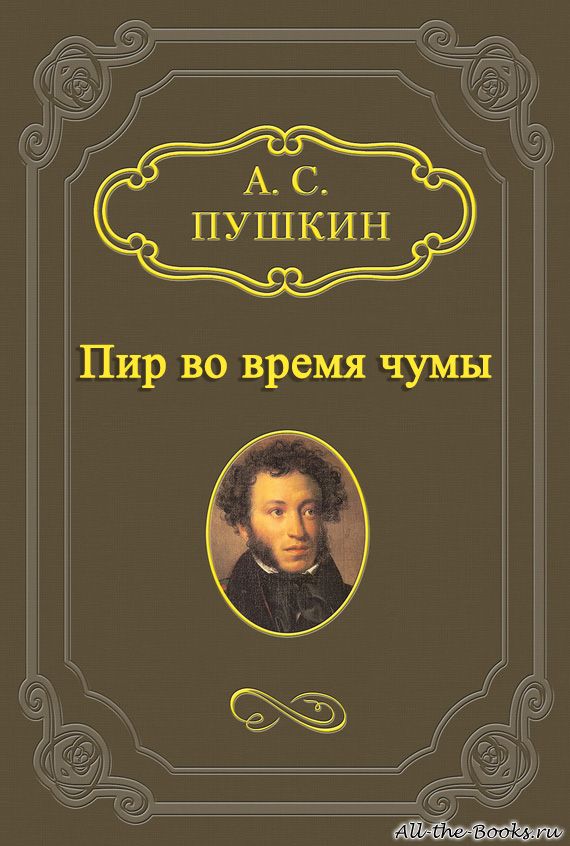 А. С.
ПУШКИН
Пир во время чумы
All-the-Books.ru